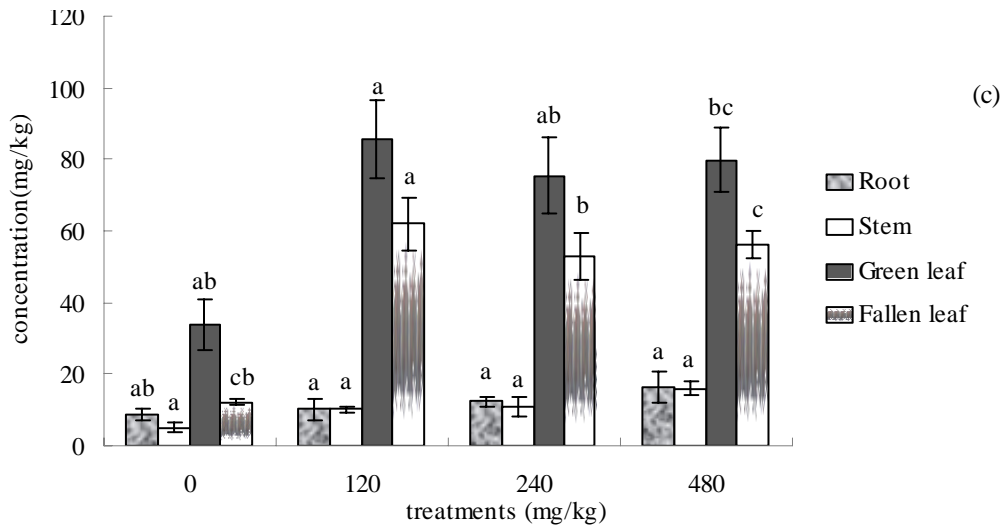 120
100
80
60
40
20
0
concentration(mg/kg)
ab a ab cb
a a a a
a a ab b
a a bc c
0 120 240 480
treatments (mg/kg)
(c)
Root
Stem
Green leaf
Fallen leaf